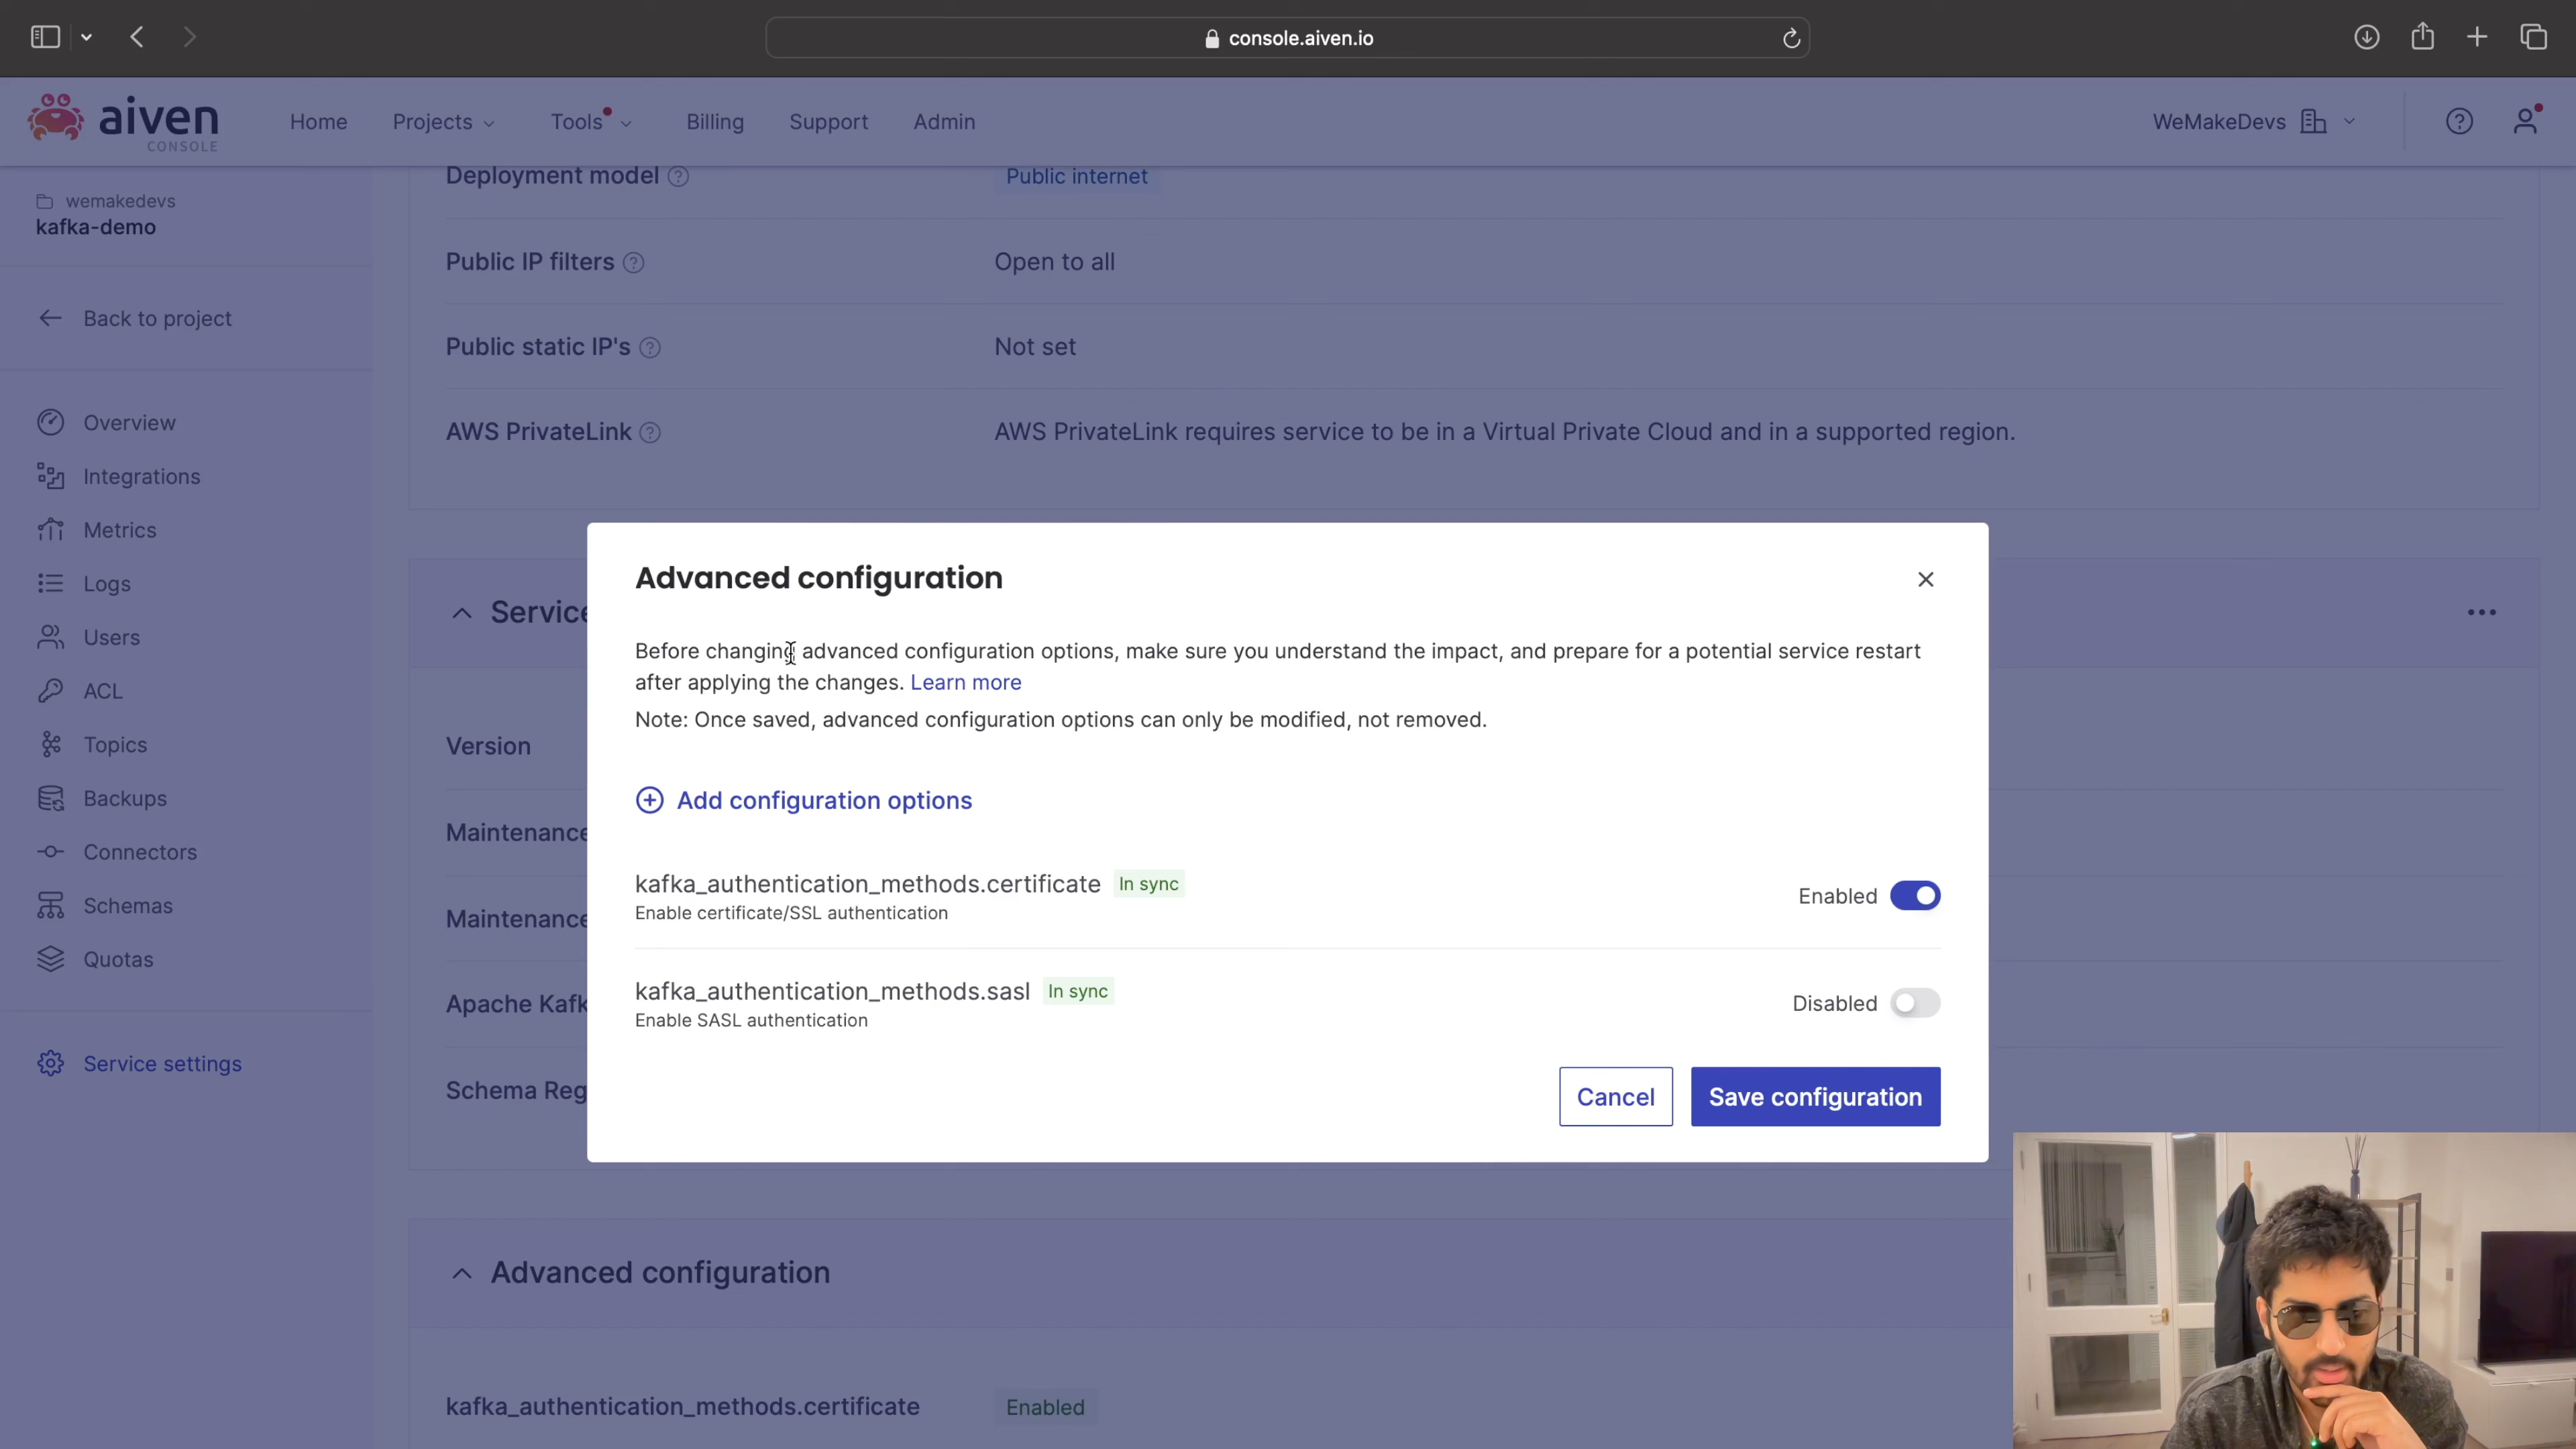 console.aiven.io
aiven
CONSOLE
Home
Projects
Tools
Billing
Support
Admin
WeMakeDevs
wemakedevs
kafka-demo
Back to project
Overview
Integrations
Metrics
Logs
Users
ACL
Topics
Backups
Connectors
Schemas
Quotas
Service settings
Deployment model
Public internet
Public IP filters
Open to all
Public static IP's
Not set
AWS PrivateLink
AWS PrivateLink requires service to be in a Virtual Private Cloud and in a supported region.
Service
Version
Maintenance
Maintenance
Apache Kafk
Schema Reg
Advanced configuration
Before changing advanced configuration options, make sure you understand the impact, and prepare for a potential service restart
after applying the changes. Learn more
Note: Once saved, advanced configuration options can only be modified, not removed.
Add configuration options
kafka_authentication_methods.certificate In sync
Enable certificate/SSL authentication
Enabled
kafka_authentication_methods.sasl In sync
Enable SASL authentication
Disabled
Cancel
Save configuration
Advanced configuration
kafka_authentication_methods.certificate
Enabled